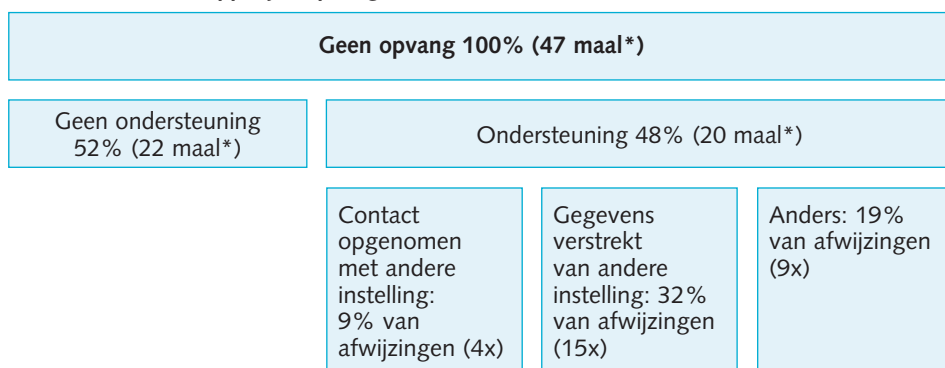 Geen opvang 100% (47 maal*)
Geen ondersteuning
52% (22 maal*)
Ondersteuning 48% (20 maal*)
Contact
opgenomen
met andere
instelling:
9% van
afwijzingen (4x)
Gegevens
verstrekt
van andere
instelling: 32%
van afwijzingen
(15x)
Anders: 19%
van afwijzingen
(9x)